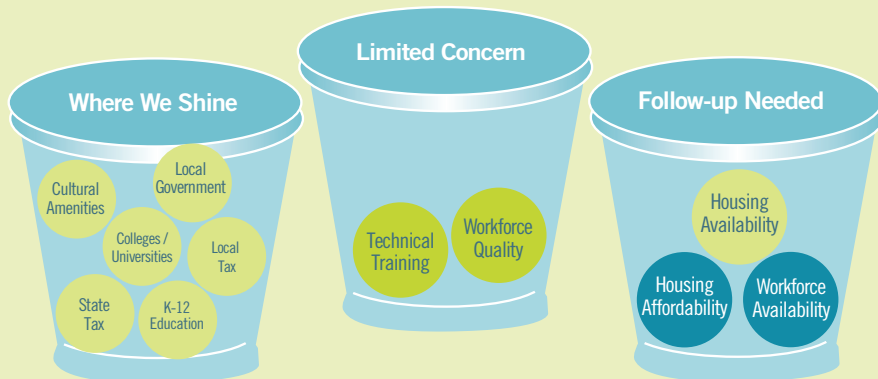 Where We Shine
Cultural
Amenities
Local
Government
Colleges /
Universities
Local
Tax
State
Tax
K-12
Education
Limited Concern
Technical
Training
Workforce
Quality
Follow-up Needed
Housing
Availability
Housing
Affordability
Workforce
Availability